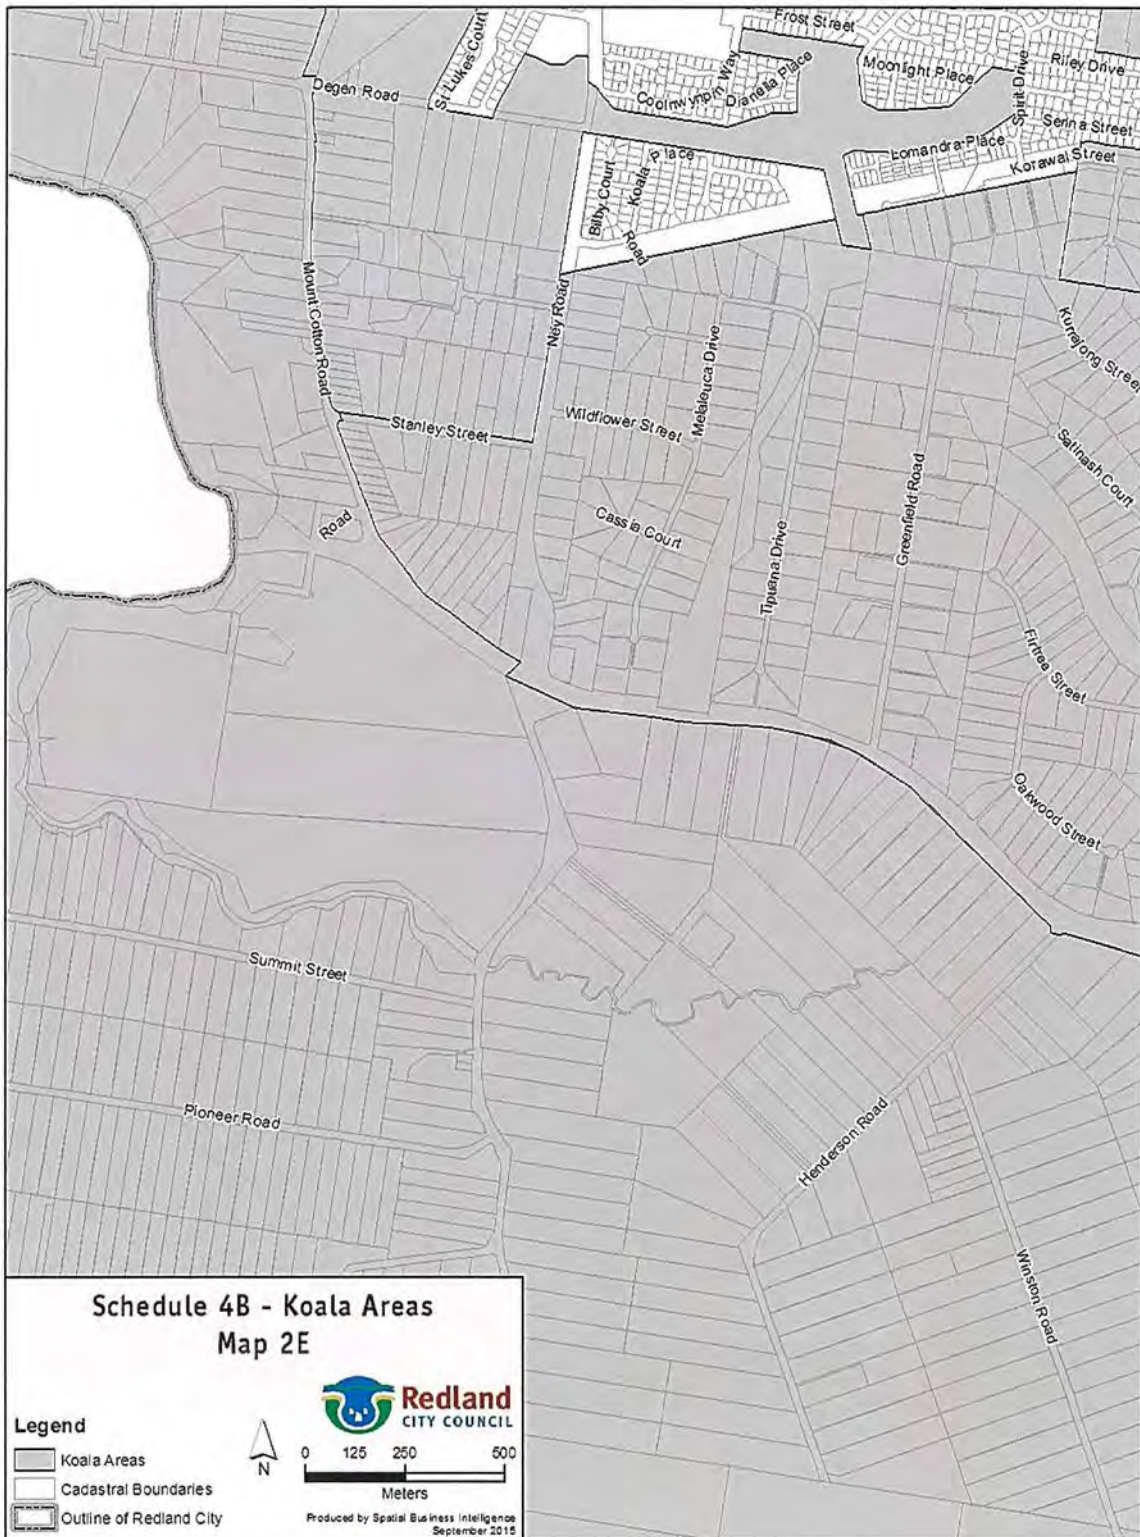 Frost Street
St Lukes Court
Coolnwynpin Way
Dianella Place
Moonlight Place
Riley Drive
Spirit Drive
Degen Road
Serina Street
Lomandra Place
Korawal Street
Bilby Court
Koala Place
Road
Mount Cotton Road
Ney Road
Kurrajong Street
Melaleuca Drive
Stanley Street
Wildflower Street
Satinash Court
Greenfield Road
Road
Cassia Court
Tipuana Drive
Firtree Street
Oakwood Street
Summit Street
Pioneer Road
Henderson Road
Winston Road
Schedule 4B - Koala Areas
Map 2E
Redland
CITY COUNCIL
Legend
Koala Areas
Cadastral Boundaries
Outline of Redland City
N
0 125 250 500
Meters
Produced by Spatial Business Intelligence
September 2015